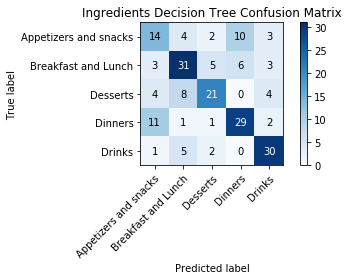 Ingredients Decision Tree Confusion Matrix
True label
Appetizers and snacks 14 4 2 10 3
Breakfast and Lunch 3 31 5 6 3
Desserts 4 8 21 0 4
Dinners 11 1 1 29 2
Drinks 1 5 2 0 30
Appetizers and snacks
Breakfast and Lunch
Desserts
Dinners
Drinks
Predicted label
30
25
20
15
10
5
0